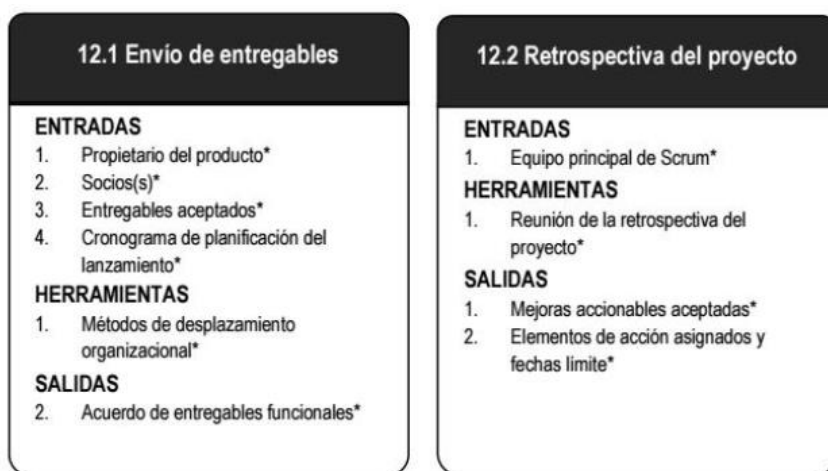 12.1 Envío de entregables
ENTRADAS
1. Propietario del producto*
2. Socios(s)*
3. Entregables aceptados*
4. Cronograma de planificación del
lanzamiento*
HERRAMIENTAS
1. Métodos de desplazamiento
organizacional*
SALIDAS
2. Acuerdo de entregables funcionales*
12.2 Retrospectiva del proyecto
ENTRADAS
1. Equipo principal de Scrum*
HERRAMIENTAS
1. Reunión de la retrospectiva del
proyecto*
SALIDAS
1. Mejoras accionables aceptadas*
2. Elementos de acción asignados y
fechas límite*